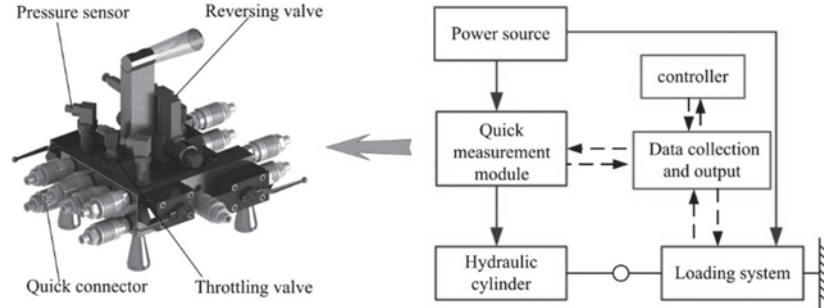 Pressure sensor
Reversing valve
Quick connector
Throttling valve
Power source
controller
Quick
measurement
module
Data collection
and output
Hydraulic
cylinder
Loading system